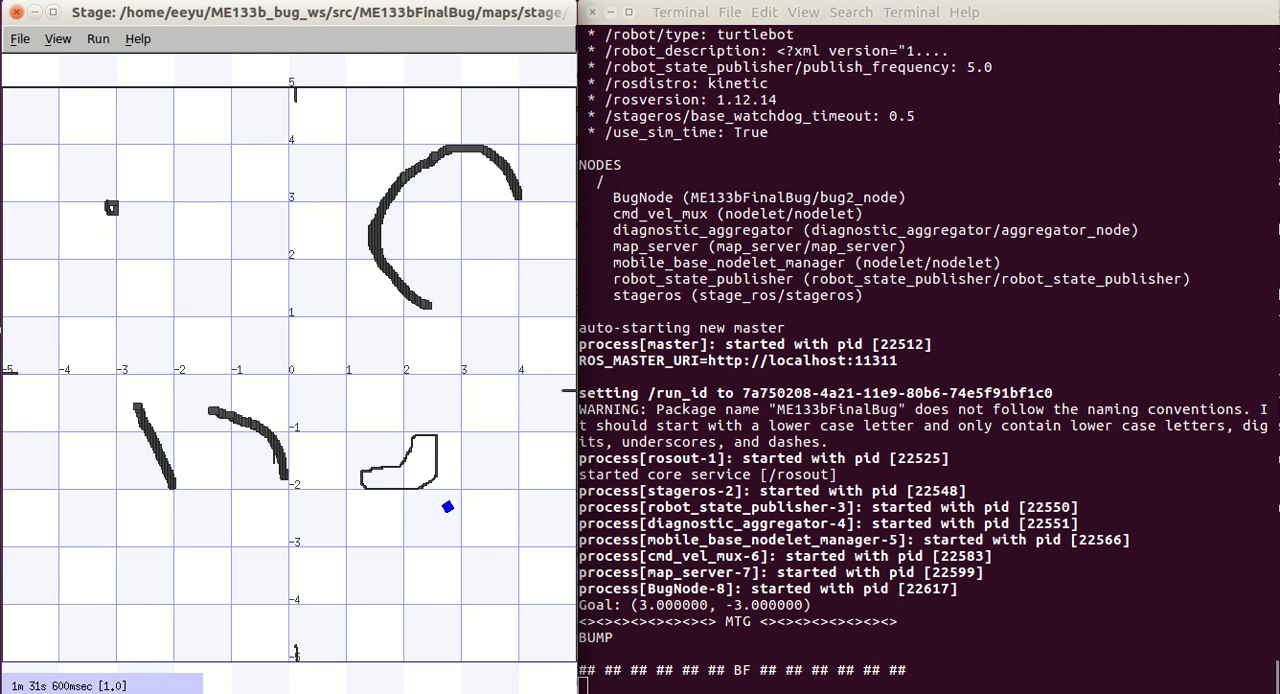 Stage: /home/eeyu/ME133b_bug_ws/src/ME133bFinalBug/maps/stage/
File View Run Help
5
4
3
2
1
-5 -4 -3 -2 -1 0 1 2 3 4
-1
-2
-3
-4
-5
1m 31s 600msec [1.0]
Terminal File Edit View Search Terminal Help
* /robot/type: turtlebot
* /robot_description: <?xml version="1....
* /robot_state_publisher/publish_frequency: 5.0
* /rosdistro: kinetic
* /rosversion: 1.12.14
* /stageros/base_watchdog_timeout: 0.5
* /use_sim_time: True
NODES
/
BugNode (ME133bFinalBug/bug2_node)
cmd_vel_mux (nodelet/nodelet)
diagnostic_aggregator (diagnostic_aggregator/aggregator_node)
map_server (map_server/map_server)
mobile_base_nodelet_manager (nodelet/nodelet)
robot_state_publisher (robot_state_publisher/robot_state_publisher)
stageros (stage_ros/stageros)
auto-starting new master
process[master]: started with pid [22512]
ROS_MASTER_URI=http://localhost:11311
setting /run_id to 7a750208-4a21-11e9-80b6-74e5f91bf1c0
WARNING: Package name "ME133bFinalBug" does not follow the naming conventions. I
t should start with a lower case letter and only contain lower case letters, dig
its, underscores, and dashes.
process[rosout-1]: started with pid [22525]
started core service [/rosout]
process[stageros-2]: started with pid [22548]
process[robot_state_publisher-3]: started with pid [22550]
process[diagnostic_aggregator-4]: started with pid [22551]
process[mobile_base_nodelet_manager-5]: started with pid [22566]
process[cmd_vel_mux-6]: started with pid [22583]
process[map_server-7]: started with pid [22599]
process[BugNode-8]: started with pid [22617]
Goal: (3.000000, -3.000000)
<><><><><><><> MTG <><><><><><><>
BUMP
## ## ## ## ## ## BF ## ## ## ## ## ##